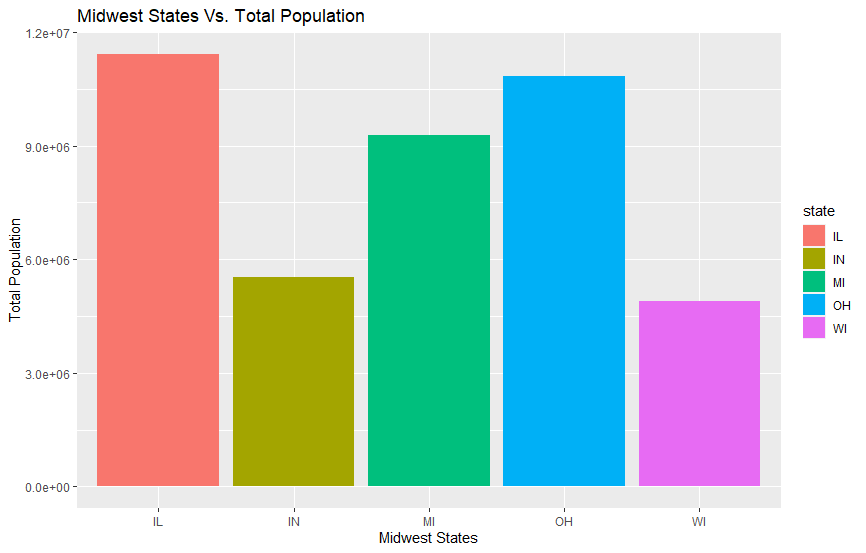 Midwest States Vs. Total Population
1.2e+07
9.0e+06
6.0e+06
3.0e+06
0.0e+00
Total Population
IL
IN
MI
OH
WI
Midwest States
state
IL
IN
MI
OH
WI